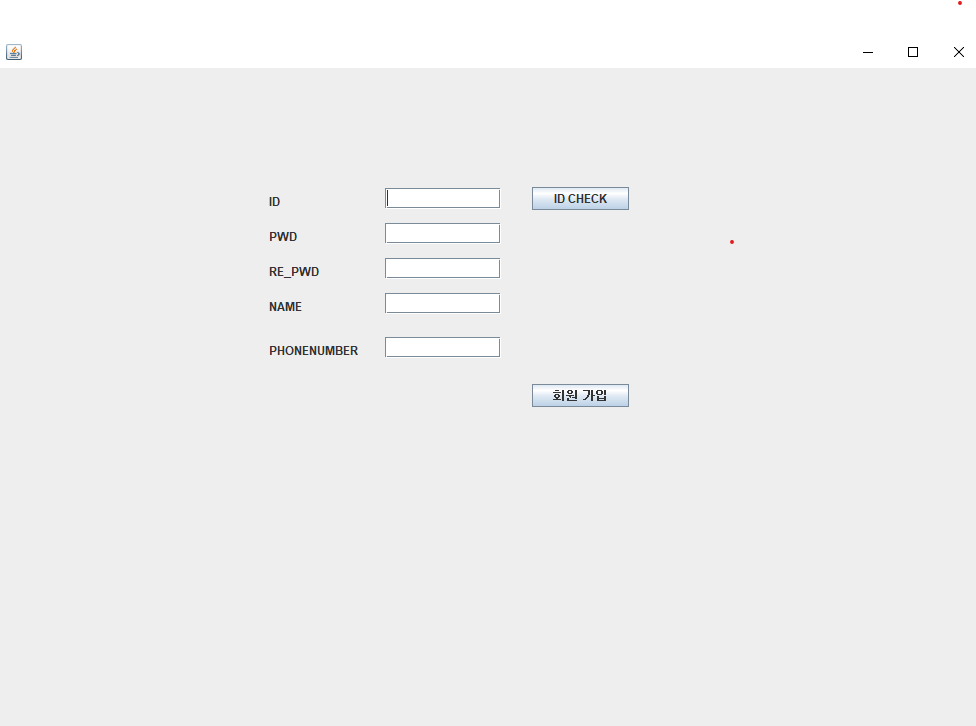 ID
ID CHECK
PWD
RE_PWD
NAME
PHONENUMBER
회원 가입